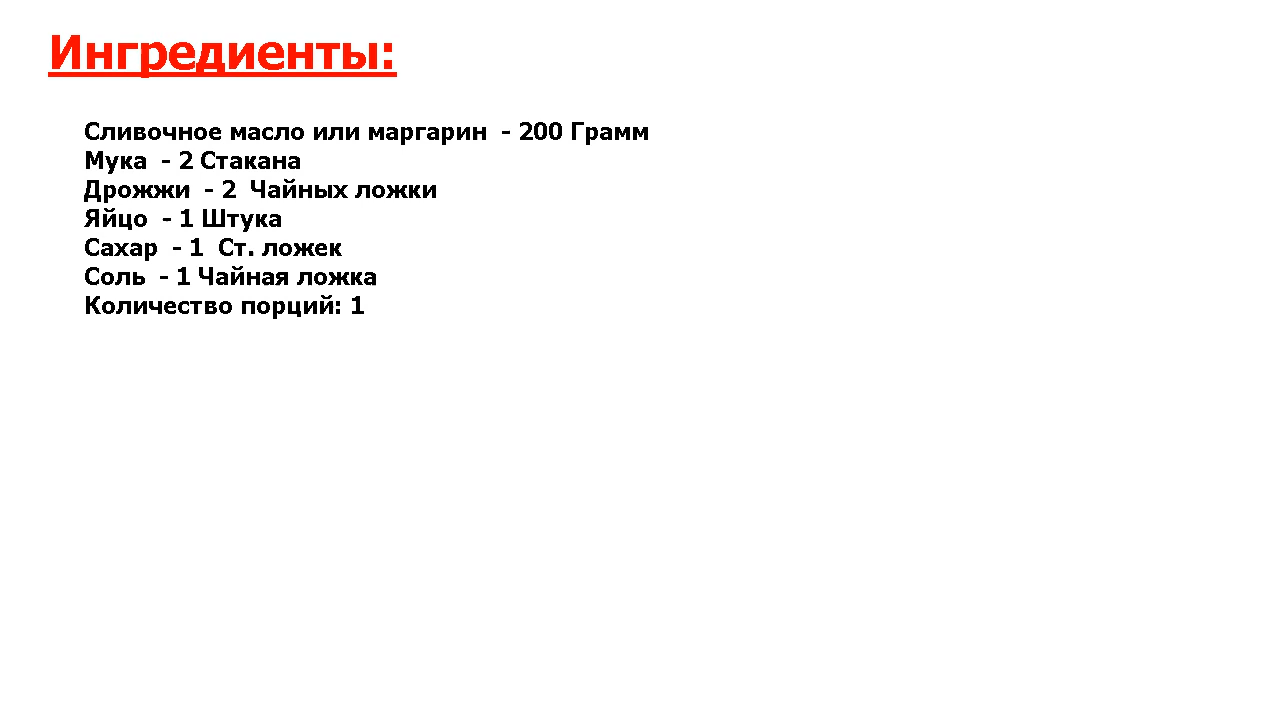 Ингредиенты:
Сливочное масло или маргарин  - 200 Грамм
Мука  - 2 Стакана
Дрожжи  - 2  Чайных ложки
Яйцо  - 1 Штука
Сахар  - 1  Ст. ложек
Соль  - 1 Чайная ложка
Количество порций: 1